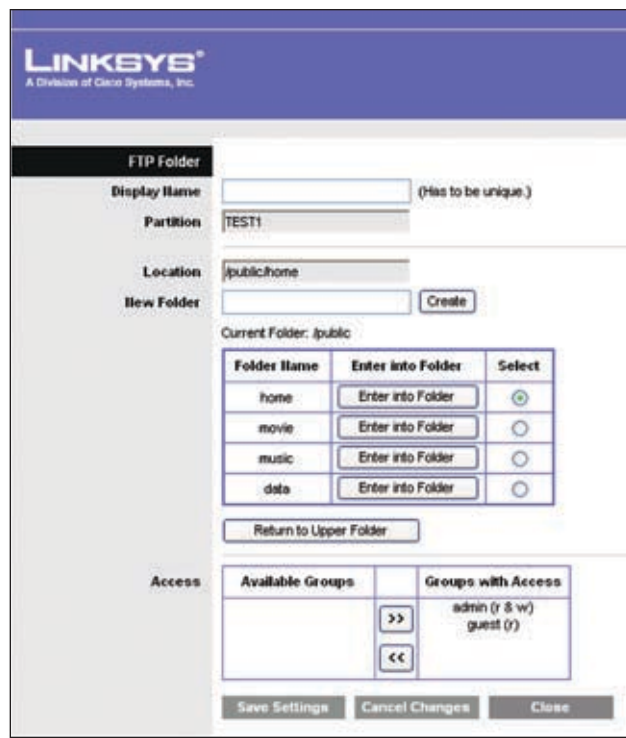 LINKSYS®
A Division of Cisco Systems, Inc.
FTP Folder
Display Name (Has to be unique.)
Partition TEST1
Location /public/home
New Folder Create
Current Folder: /public
Folder Name Enter into Folder Select
home Enter into Folder
movie Enter into Folder
music Enter into Folder
data Enter into Folder
Return to Upper Folder
Access Available Groups Groups with Access
admin (r & w)
>> guest (r)
<<
Save Settings Cancel Changes Close